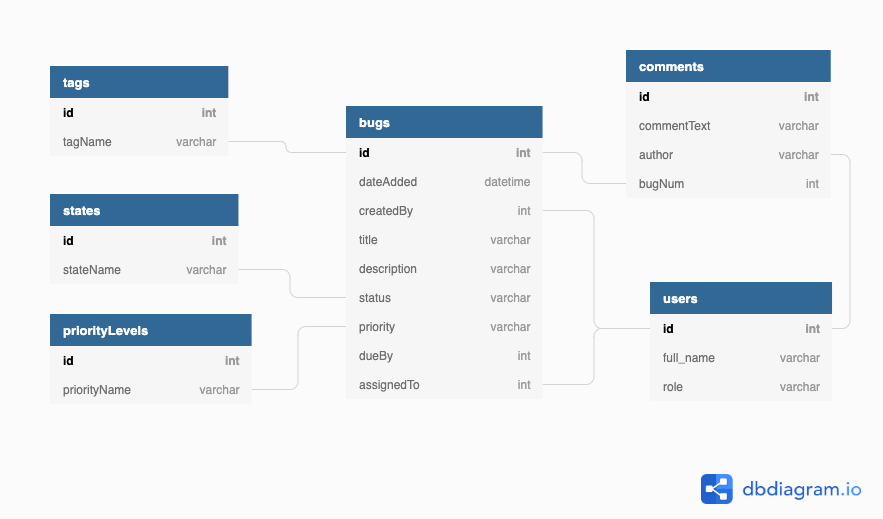 tags
id int
tagName varchar
states
id int
stateName varchar
priorityLevels
id int
priorityName varchar
bugs
id int
dateAdded datetime
createdBy int
title varchar
description varchar
status varchar
priority varchar
dueBy int
assignedTo int
comments
id int
commentText varchar
author varchar
bugNum int
users
id int
full_name varchar
role varchar
dbdiagram.io